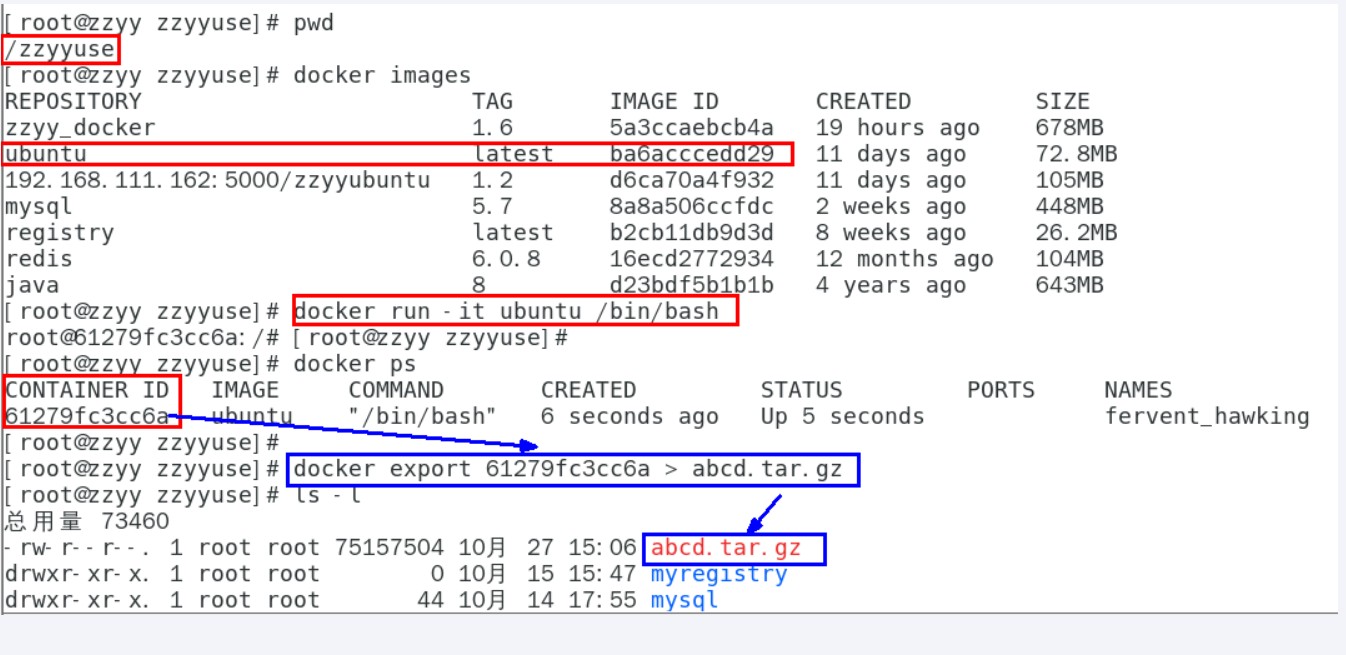 [root@zzyy zzyyuse]# pwd
/zzyyuse
[root@zzyy zzyyuse]# docker images
REPOSITORY TAG IMAGE ID CREATED SIZE
zzyy_docker 1.6 5a3ccaebcb4a 19 hours ago 678MB
ubuntu latest ba6acccedd29 11 days ago 72.8MB
192.168.111.162:5000/zzyyubuntu 1.2 d6ca70a4f932 11 days ago 105MB
mysql 5.7 8a8a506ccfdc 2 weeks ago 448MB
registry latest b2cb11db9d3d 8 weeks ago 26.2MB
redis 6.0.8 16ecd2772934 12 months ago 104MB
java 8 d23bdf5b1b1b 4 years ago 643MB
[root@zzyy zzyyuse]# docker run -it ubuntu /bin/bash
root@61279fc3cc6a:/# [root@zzyy zzyyuse]#
[root@zzyy zzyyuse]# docker ps
CONTAINER ID IMAGE COMMAND CREATED STATUS PORTS NAMES
61279fc3cc6a ubuntu "/bin/bash" 6 seconds ago Up 5 seconds fervent_hawking
[root@zzyy zzyyuse]#
[root@zzyy zzyyuse]# docker export 61279fc3cc6a > abcd.tar.gz
[root@zzyy zzyyuse]# ls -l
总用量 73460
-rw-r--r--. 1 root root 75157504 10月 27 15:06 abcd.tar.gz
drwxr-xr-x. 1 root root 0 10月 15 15:47 myregistry
drwxr-xr-x. 1 root root 44 10月 14 17:55 mysql